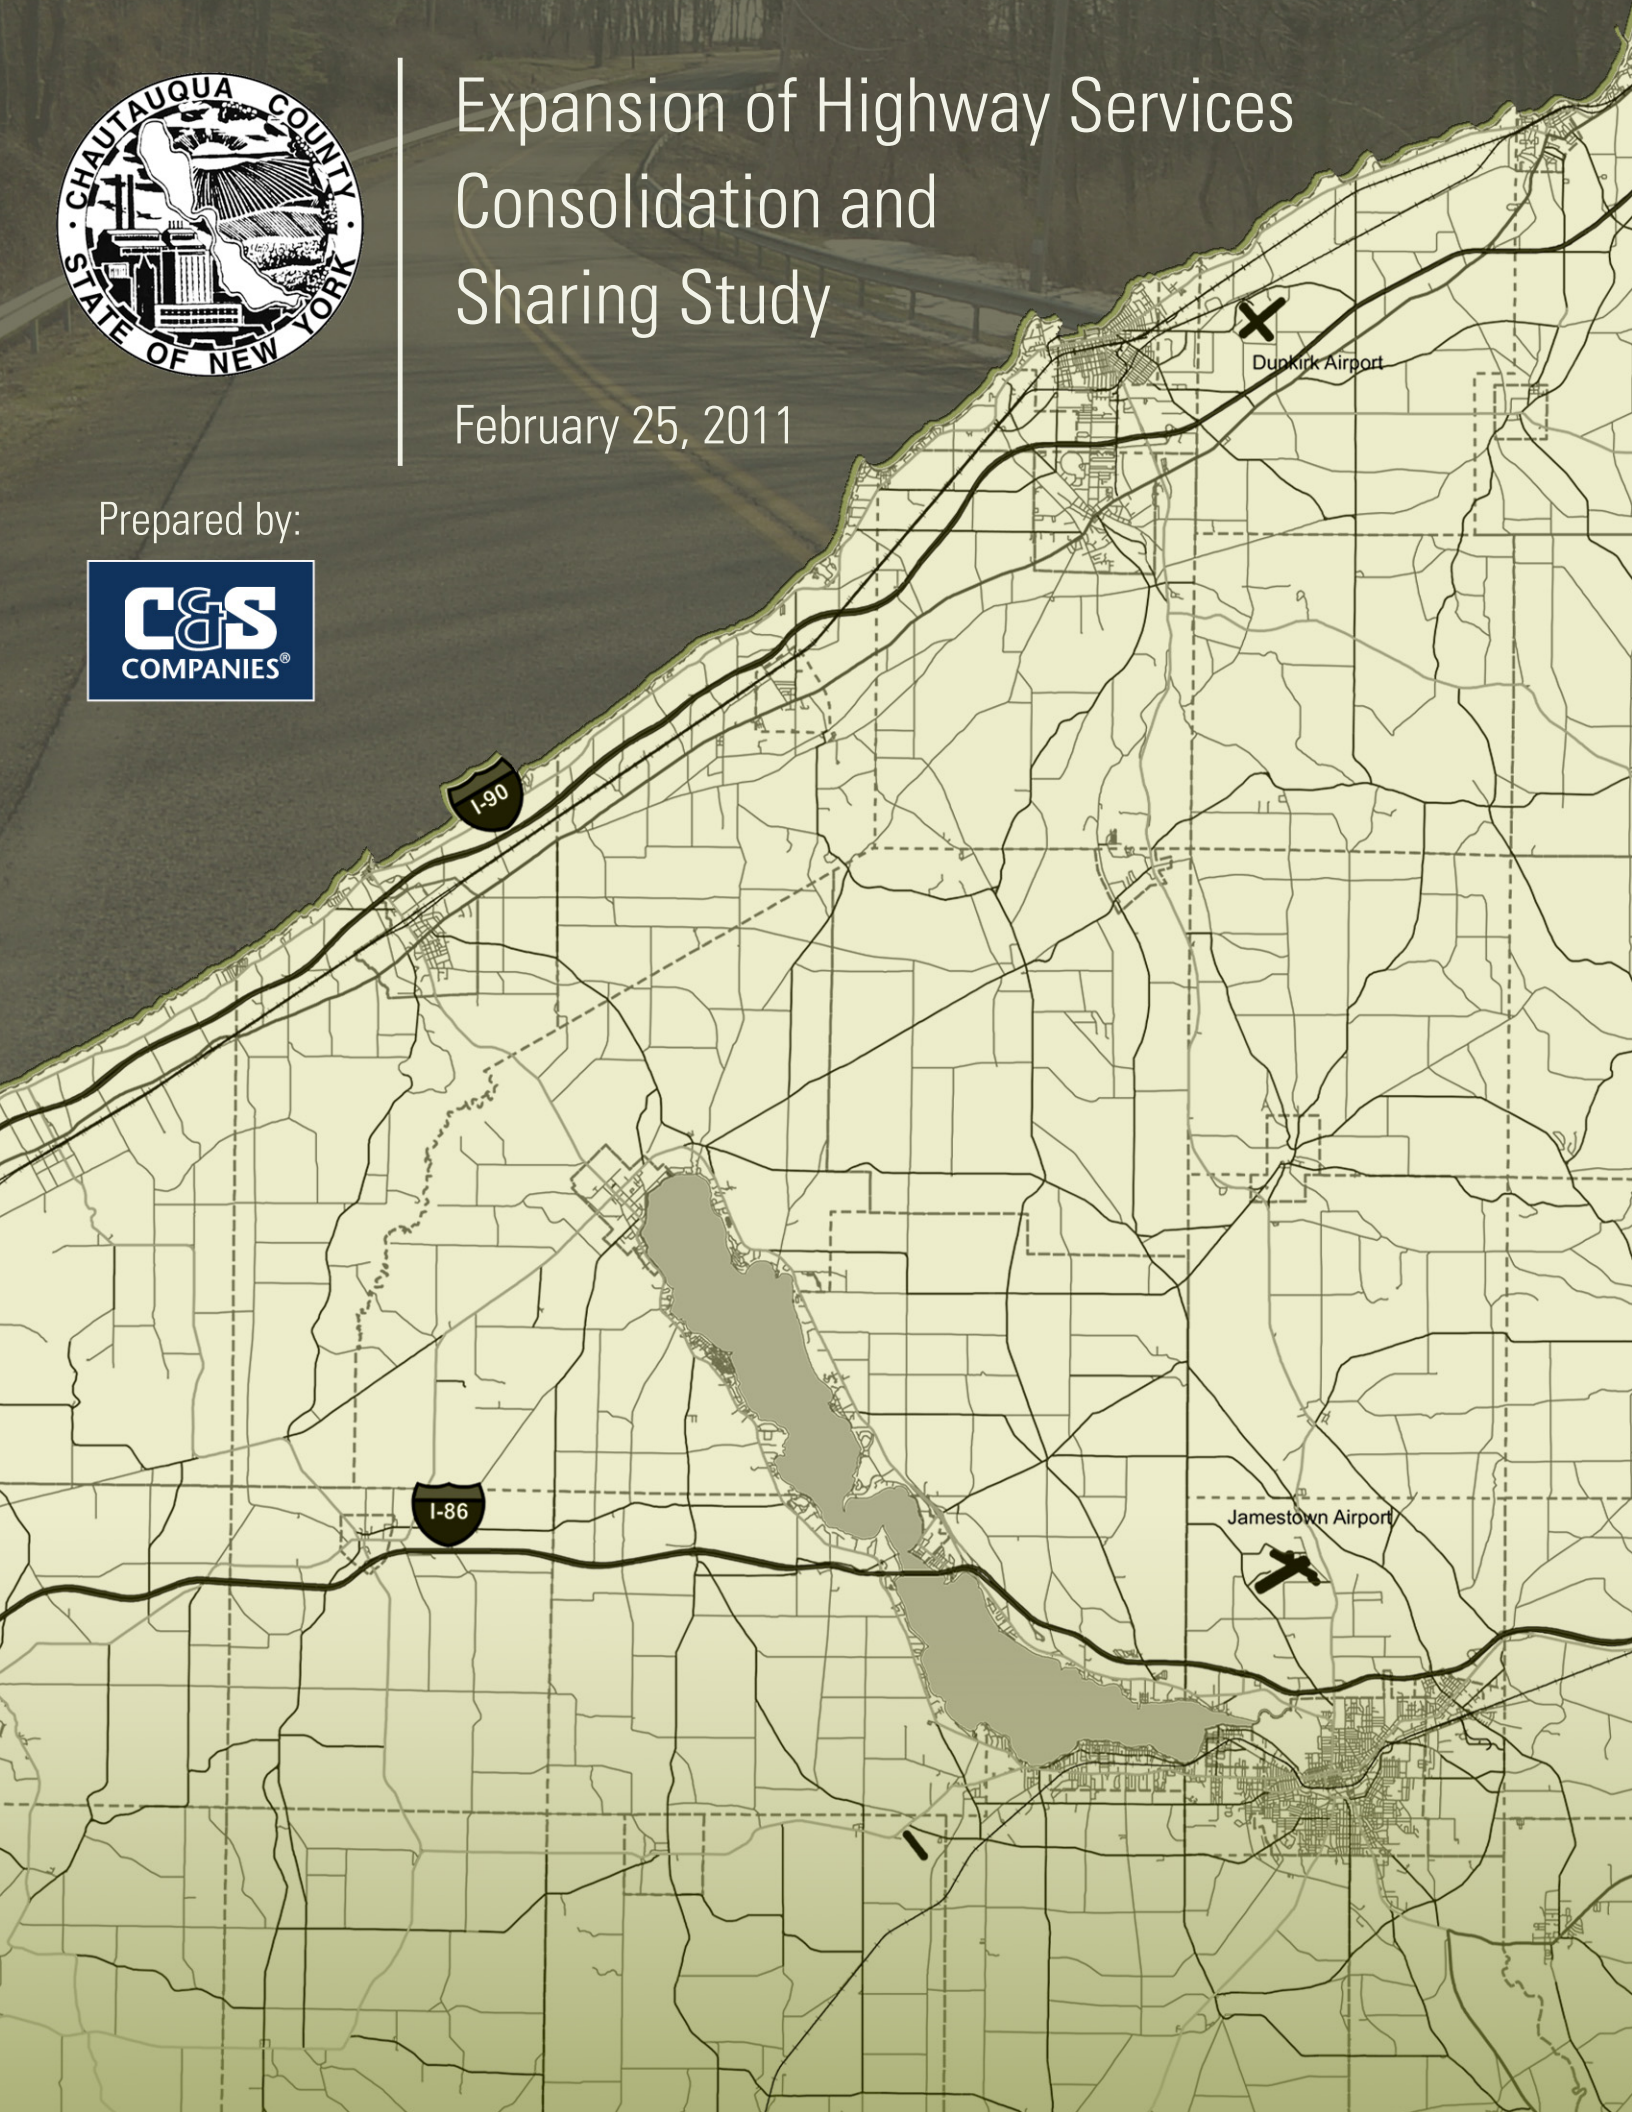 CHAUTAUQUA COUNTY
STATE OF NEW YORK
Expansion of Highway Services
Consolidation and
Sharing Study
February 25, 2011
Prepared by:
C&S
COMPANIES®
Dunkirk Airport
I-90
I-86
Jamestown Airport